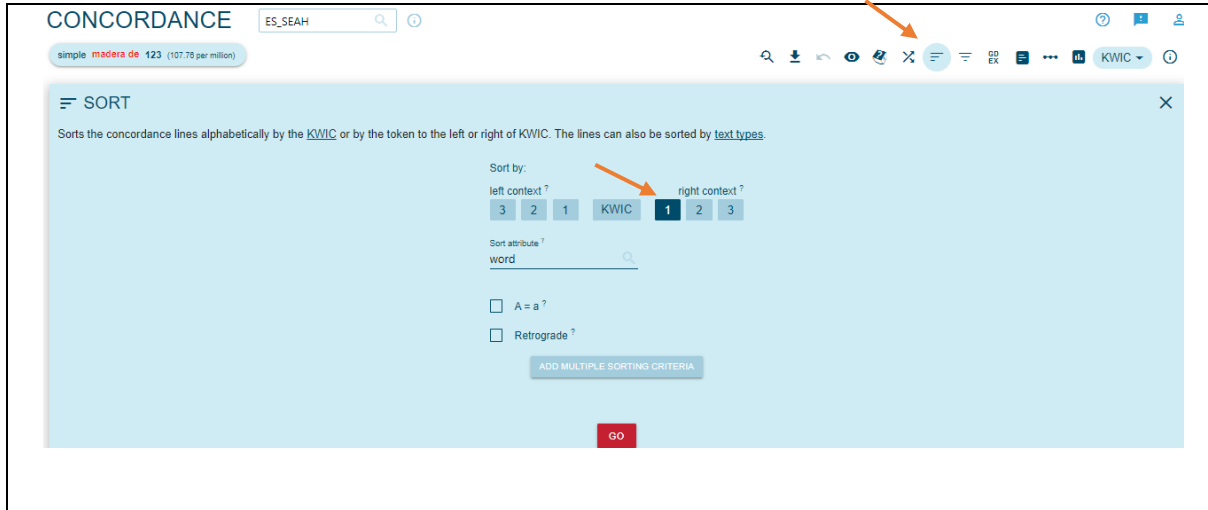 CONCORDANCE ES_SEAH
simple madera de 123 (107.76 per million)
GD EX KWIC
SORT
Sorts the concordance lines alphabetically by the KWIC or by the token to the left or right of KWIC. The lines can also be sorted by text types.
Sort by:
left context ? right context ?
3 2 1 KWIC 1 2 3
Sort attribute ?
word
A = a ?
Retrograde ?
ADD MULTIPLE SORTING CRITERIA
GO